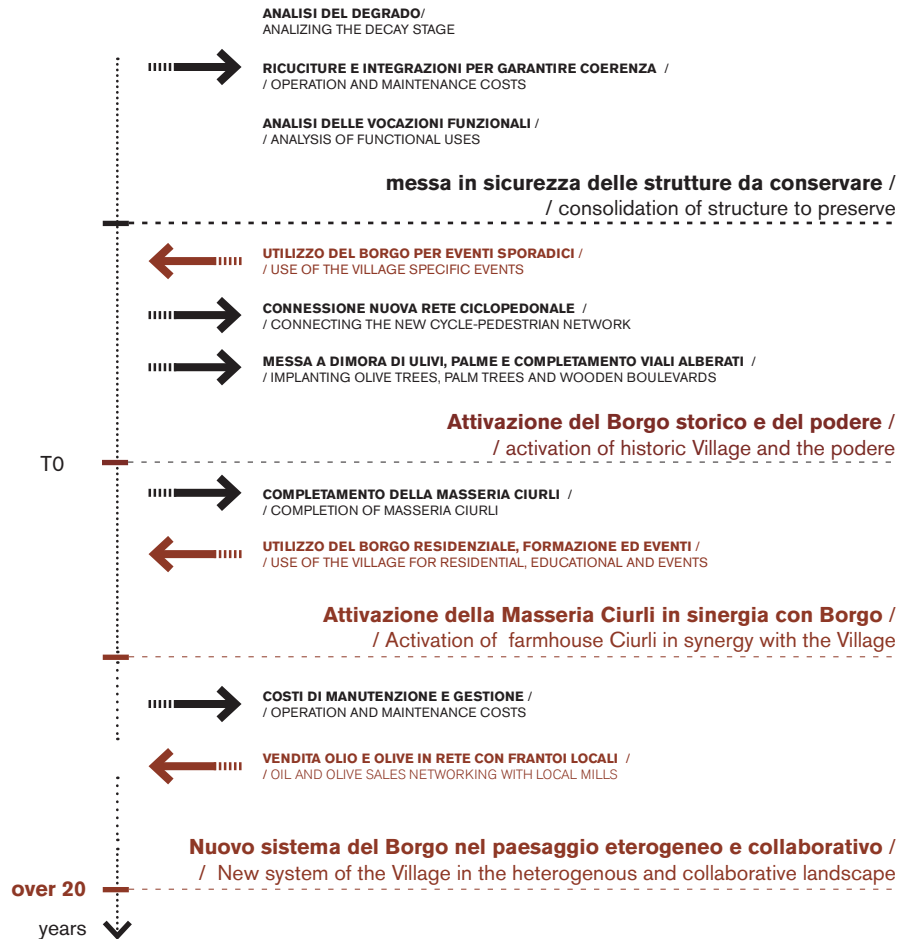 ANALISI DEL DEGRADO/
ANALIZING THE DECAY STAGE
RICUCITURE E INTEGRAZIONI PER GARANTIRE COERENZA /
/ OPERATION AND MAINTENANCE COSTS
ANALISI DELLE VOCAZIONI FUNZIONALI /
/ ANALYSIS OF FUNCTIONAL USES
messa in sicurezza delle strutture da conservare /
/ consolidation of structure to preserve
UTILIZZO DEL BORGO PER EVENTI SPORADICI /
/ USE OF THE VILLAGE SPECIFIC EVENTS
CONNESSIONE NUOVA RETE CICLOPEDONALE /
/ CONNECTING THE NEW CYCLE-PEDESTRIAN NETWORK
MESSA A DIMORA DI ULIVI, PALME E COMPLETAMENTO VIALI ALBERATI /
/ IMPLANTING OLIVE TREES, PALM TREES AND WOODEN BOULEVARDS
Attivazione del Borgo storico e del podere /
/ activation of historic Village and the podere
T0
COMPLETAMENTO DELLA MASSERIA CIURLI /
/ COMPLETION OF MASSERIA CIURLI
UTILIZZO DEL BORGO RESIDENZIALE, FORMAZIONE ED EVENTI /
/ USE OF THE VILLAGE FOR RESIDENTIAL, EDUCATIONAL AND EVENTS
Attivazione della Masseria Ciurli in sinergia con Borgo /
/ Activation of farmhouse Ciurli in synergy with the Village
COSTI DI MANUTENZIONE E GESTIONE /
/ OPERATION AND MAINTENANCE COSTS
VENDITA OLIO E OLIVE IN RETE CON FRANTOI LOCALI /
/ OIL AND OLIVE SALES NETWORKING WITH LOCAL MILLS
Nuovo sistema del Borgo nel paesaggio eterogeneo e collaborativo /
/ New system of the Village in the heterogenous and collaborative landscape
over 20
years